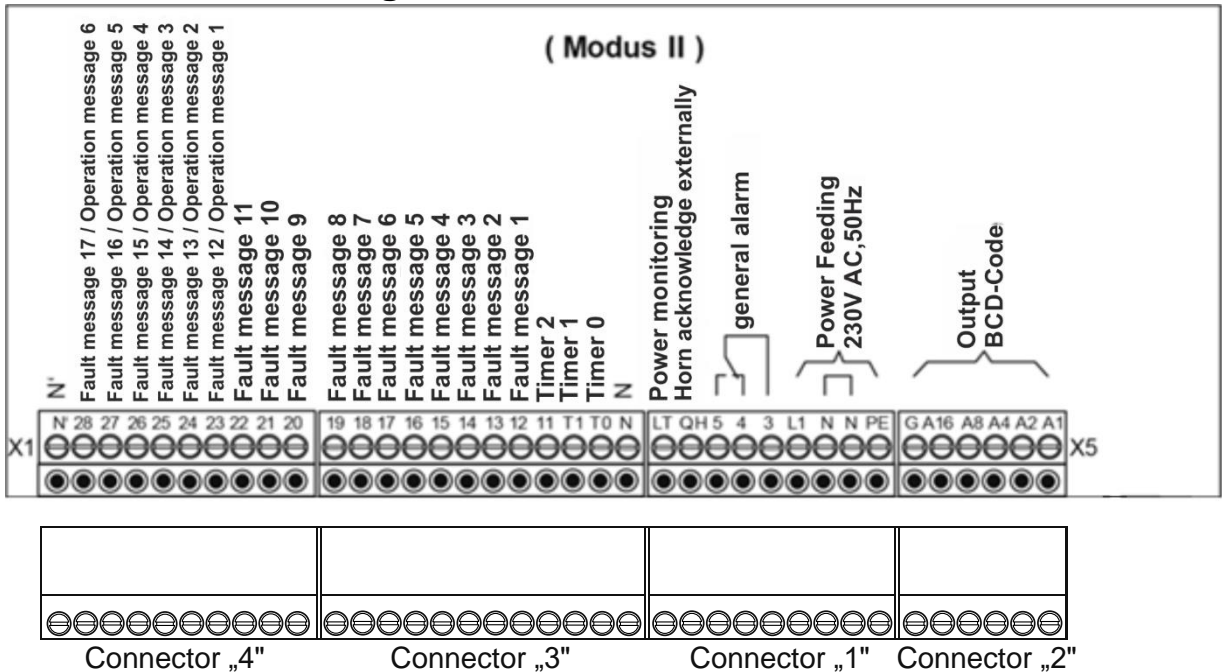 ( Modus II )
N'
Fault message 17 / Operation message 6
Fault message 16 / Operation message 5
Fault message 15 / Operation message 4
Fault message 14 / Operation message 3
Fault message 13 / Operation message 2
Fault message 12 / Operation message 1
Fault message 11
Fault message 10
Fault message 9
Fault message 8
Fault message 7
Fault message 6
Fault message 5
Fault message 4
Fault message 3
Fault message 2
Fault message 1
Timer 2
Timer 1
Timer 0
N
Power monitoring
Horn acknowledge externally
general alarm
Power Feeding
230V AC,50Hz
Output
BCD-Code
N' 28 27 26 25 24 23 22 21 20 19 18 17 16 15 14 13 12 11 T1 T0 N LT QH 5 4 3 L1 N N PE G A16 A8 A4 A2 A1
X1 X5
Connector „4" Connector „3" Connector „1" Connector „2"